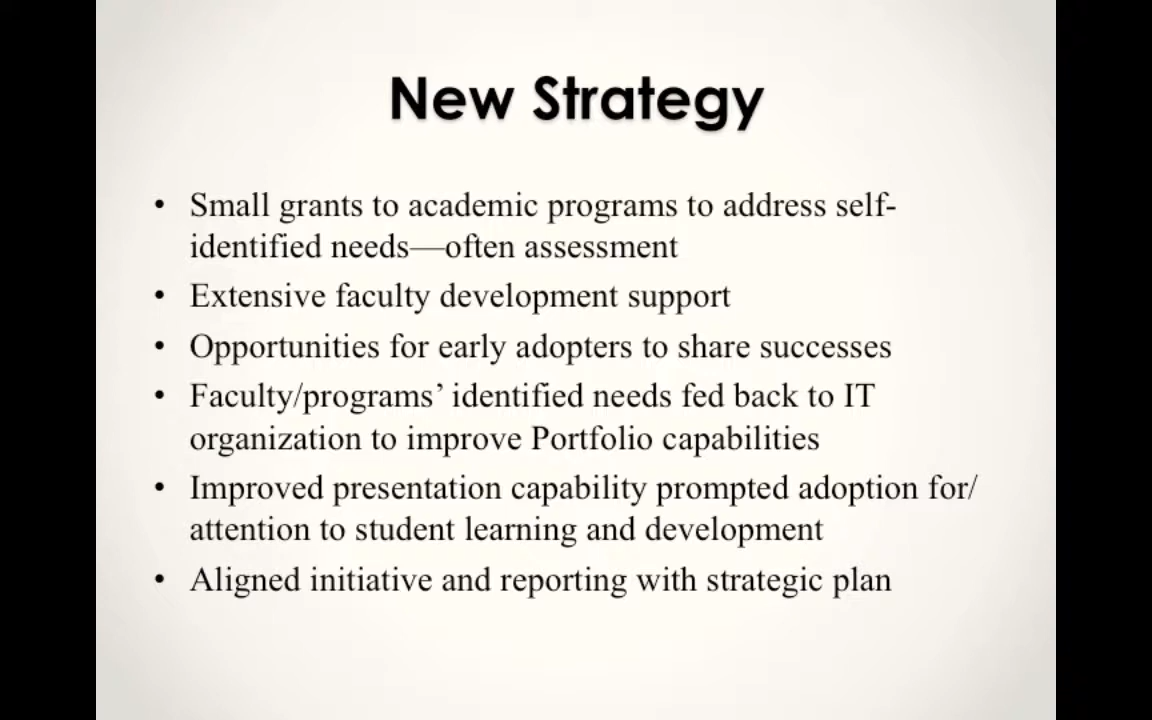 New Strategy
• Small grants to academic programs to address self-
identified needs—often assessment
• Extensive faculty development support
• Opportunities for early adopters to share successes
• Faculty/programs’ identified needs fed back to IT
organization to improve Portfolio capabilities
• Improved presentation capability prompted adoption for/
attention to student learning and development
• Aligned initiative and reporting with strategic plan